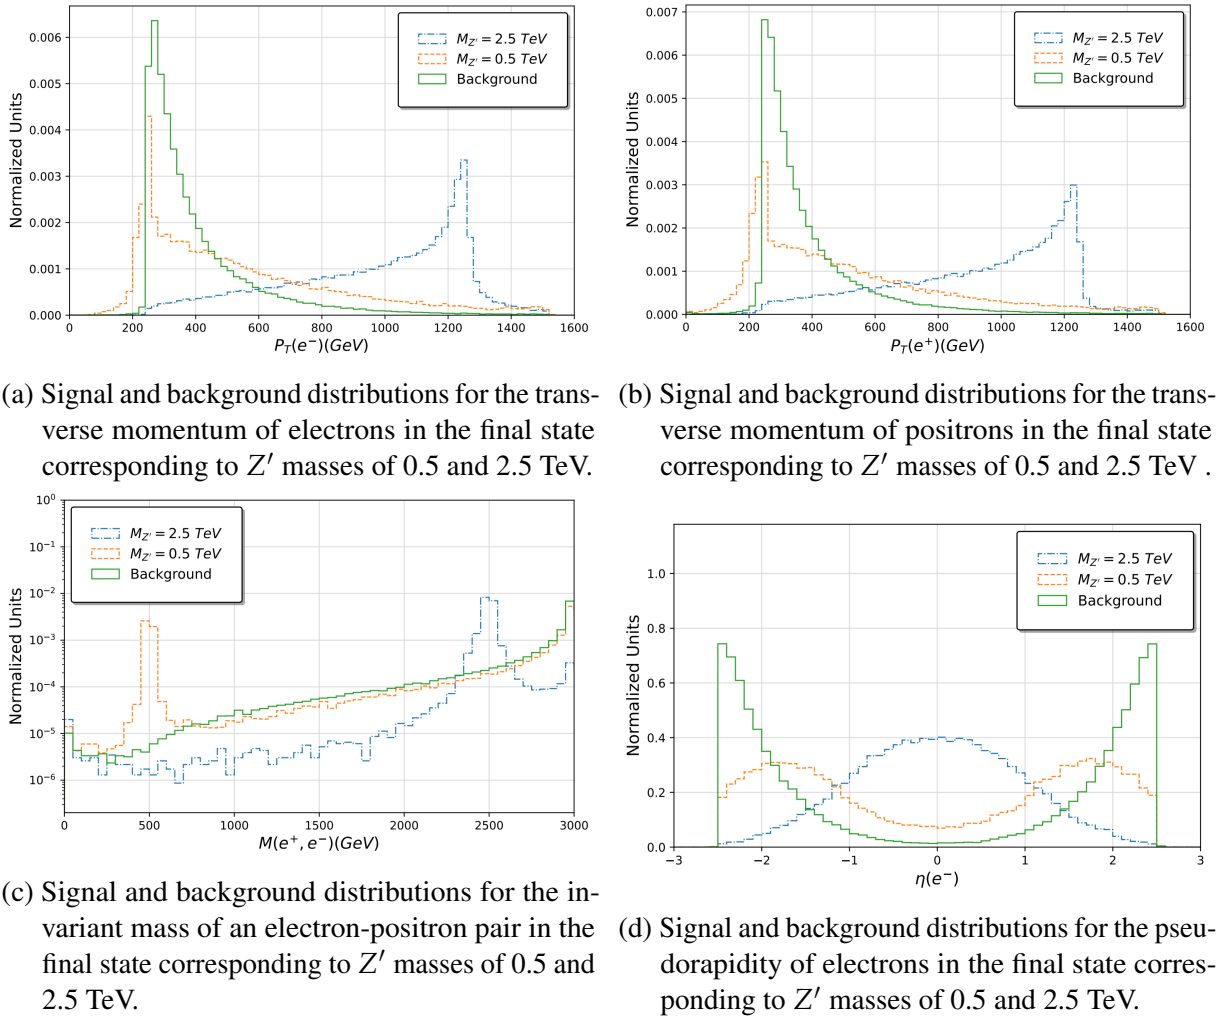 0.006
0.005
0.004
0.003
0.002
0.001
0.000
Normalized Units
0 200 400 600 800 1000 1200 1400 1600
P_T(e^-)(GeV)
M_{Z'} = 2.5 TeV
M_{Z'} = 0.5 TeV
Background
0.007
0.006
0.005
0.004
0.003
0.002
0.001
0.000
Normalized Units
0 200 400 600 800 1000 1200 1400 1600
P_T(e^+)(GeV)
M_{Z'} = 2.5 TeV
M_{Z'} = 0.5 TeV
Background
(a) Signal and background distributions for the trans-
verse momentum of electrons in the final state
corresponding to Z′ masses of 0.5 and 2.5 TeV.
(b) Signal and background distributions for the trans-
verse momentum of positrons in the final state
corresponding to Z′ masses of 0.5 and 2.5 TeV .
10^0
10^{-1}
10^{-2}
10^{-3}
10^{-4}
10^{-5}
10^{-6}
Normalized Units
0 500 1000 1500 2000 2500 3000
M(e^+, e^-)(GeV)
M_{Z'} = 2.5 TeV
M_{Z'} = 0.5 TeV
Background
1.0
0.8
0.6
0.4
0.2
0.0
Normalized Units
−3 −2 −1 0 1 2 3
η(e^-)
M_{Z'} = 2.5 TeV
M_{Z'} = 0.5 TeV
Background
(c) Signal and background distributions for the in-
variant mass of an electron-positron pair in the
final state corresponding to Z′ masses of 0.5 and
2.5 TeV.
(d) Signal and background distributions for the pseu-
dorapidity of electrons in the final state corres-
ponding to Z′ masses of 0.5 and 2.5 TeV.